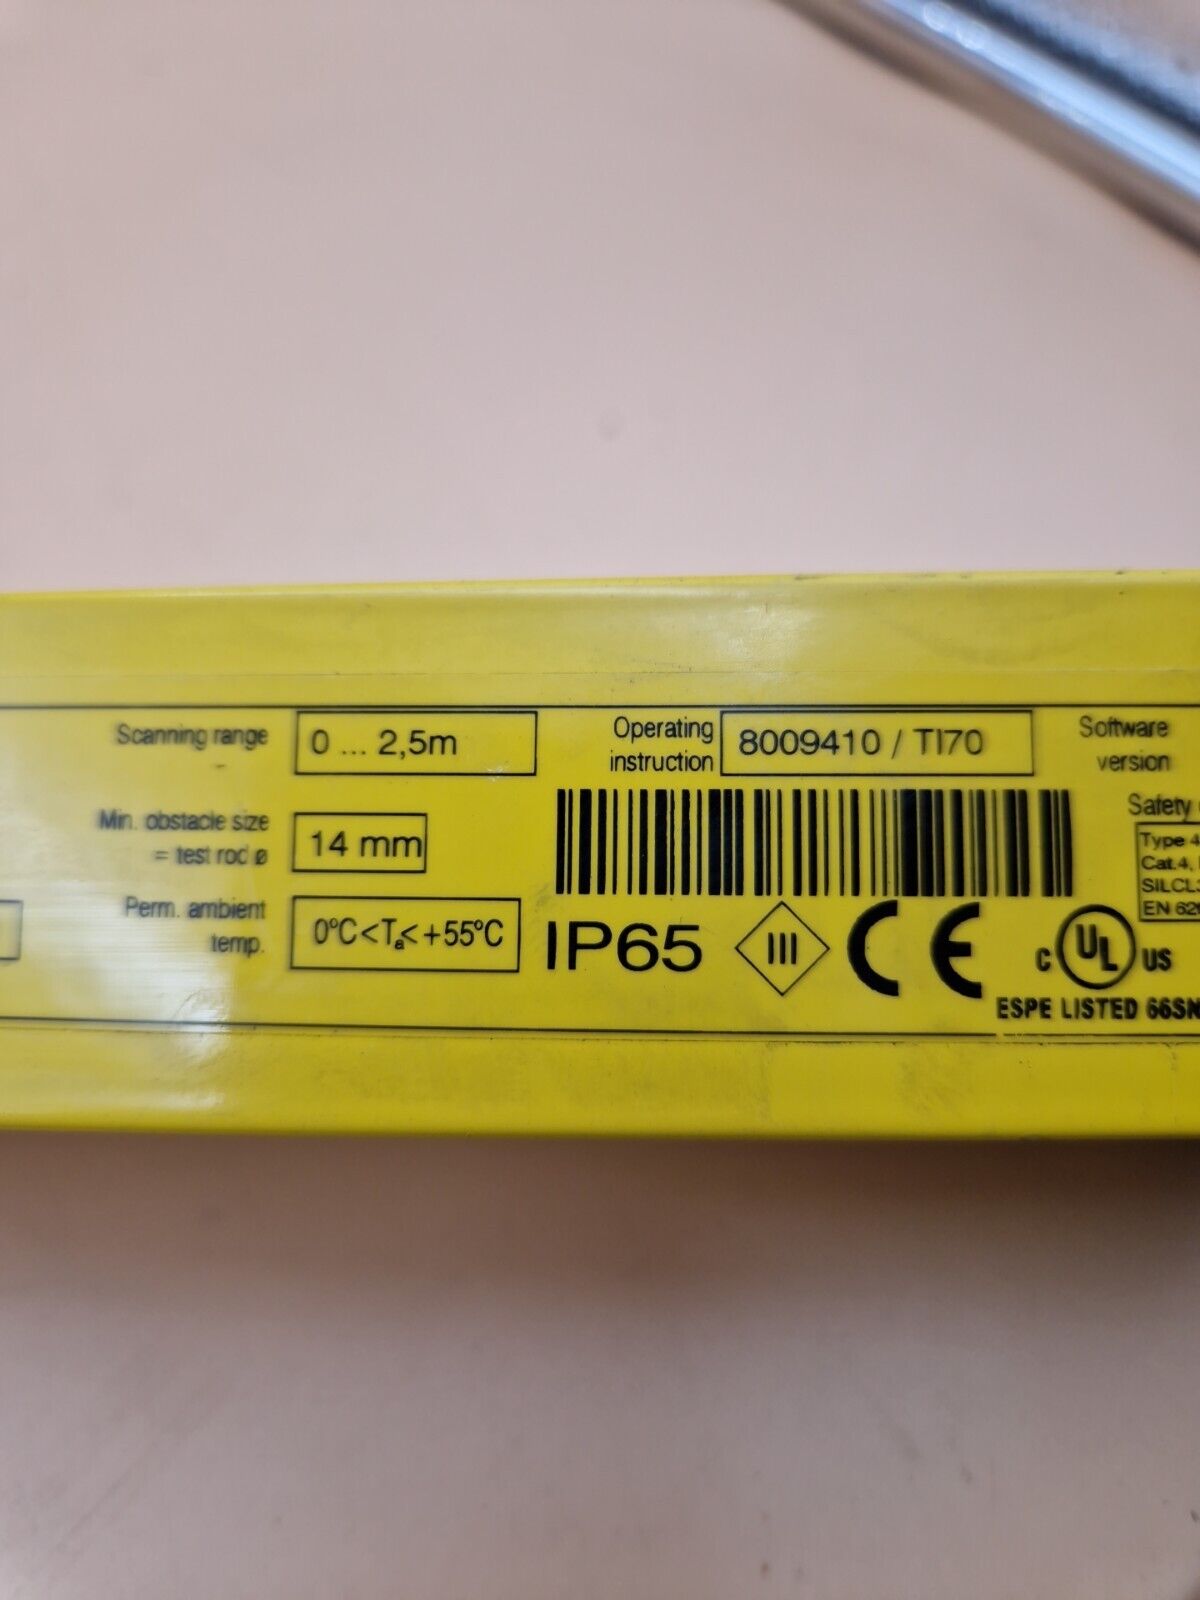 Scanning range
0 ... 2,5m
Operating
instruction
8009410 / TI70
Software
version
Min. obstacle size
= test rod ø
14 mm
Safety
Type 4
Cat.4,
SILCL3
Perm. ambient
temp.
0°C<Ta<+55°C
IP65
III
CE
C UL US
ESPE LISTED
EN